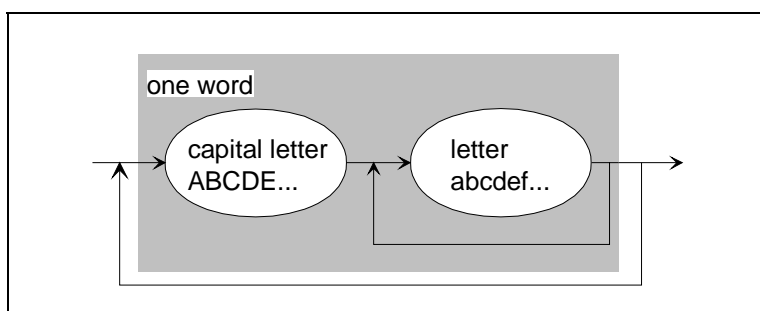 one word
capital letter
ABCDE...
letter
abcdef...